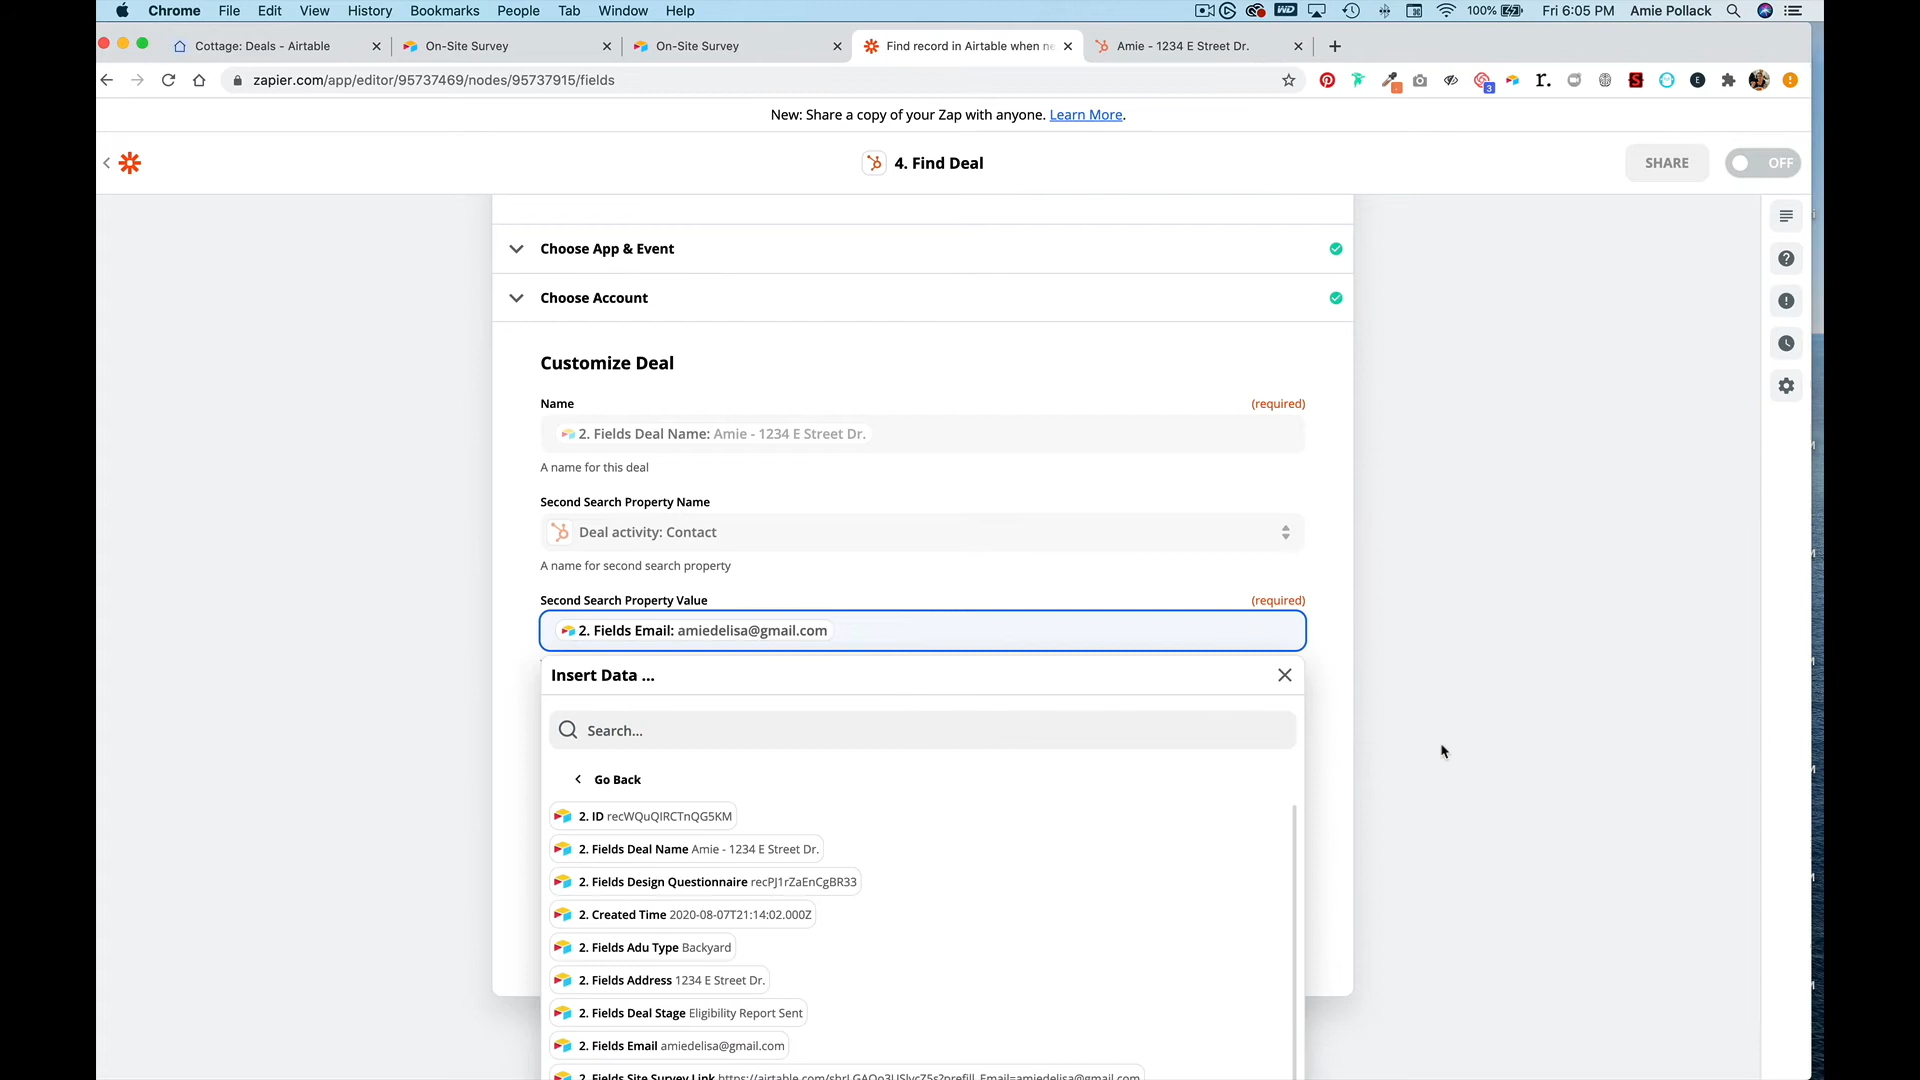 Chrome File Edit View History Bookmarks People Tab Window Help 100% Fri 6:05 PM Amie Pollack
Cottage: Deals - Airtable On-Site Survey On-Site Survey Find record in Airtable when ne Amie - 1234 E Street Dr.
zapier.com/app/editor/95737469/nodes/95737915/fields
New: Share a copy of your Zap with anyone. Learn More.
4. Find Deal SHARE OFF
Choose App & Event
Choose Account
Customize Deal
Name (required)
2. Fields Deal Name: Amie - 1234 E Street Dr.
A name for this deal
Second Search Property Name
Deal activity: Contact
A name for second search property
Second Search Property Value (required)
2. Fields Email: amiedelisa@gmail.com
Insert Data ...
Search...
Go Back
2. ID recWQuQIRCTnQG5KM
2. Fields Deal Name Amie - 1234 E Street Dr.
2. Fields Design Questionnaire recPJ1rZaEnCgBR33
2. Created Time 2020-08-07T21:14:02.000Z
2. Fields Adu Type Backyard
2. Fields Address 1234 E Street Dr.
2. Fields Deal Stage Eligibility Report Sent
2. Fields Email amiedelisa@gmail.com
2. Fields Site Survey Link